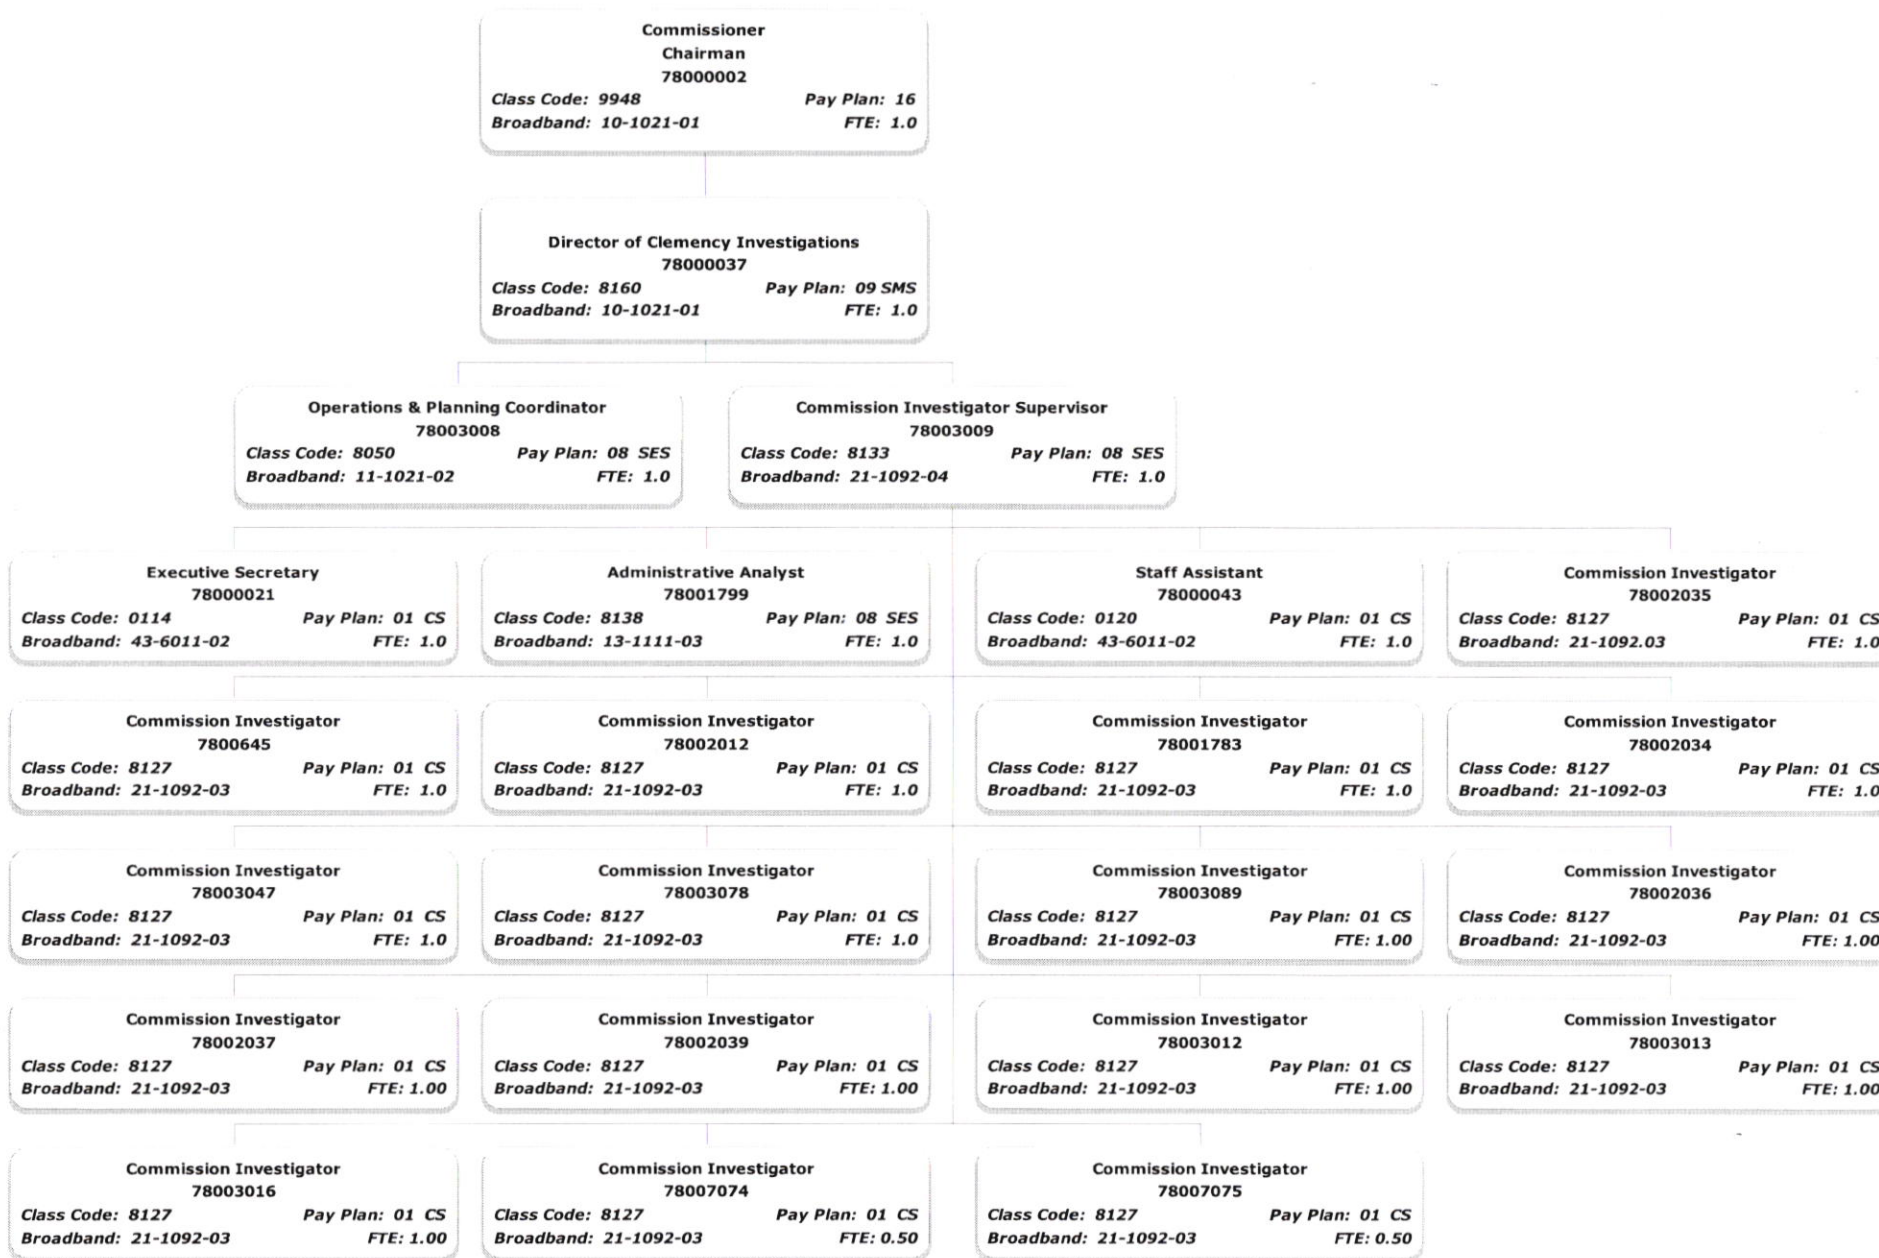 Commissioner
Chairman
78000002
Class Code: 9948 Pay Plan: 16
Broadband: 10-1021-01 FTE: 1.0
Director of Clemency Investigations
78000037
Class Code: 8160 Pay Plan: 09 SMS
Broadband: 10-1021-01 FTE: 1.0
Operations & Planning Coordinator
78003008
Class Code: 8050 Pay Plan: 08 SES
Broadband: 11-1021-02 FTE: 1.0
Commission Investigator Supervisor
78003009
Class Code: 8133 Pay Plan: 08 SES
Broadband: 21-1092-04 FTE: 1.0
Executive Secretary
78000021
Class Code: 0114 Pay Plan: 01 CS
Broadband: 43-6011-02 FTE: 1.0
Administrative Analyst
78001799
Class Code: 8138 Pay Plan: 08 SES
Broadband: 13-1111-03 FTE: 1.0
Staff Assistant
78000043
Class Code: 0120 Pay Plan: 01 CS
Broadband: 43-6011-02 FTE: 1.0
Commission Investigator
78002035
Class Code: 8127 Pay Plan: 01 CS
Broadband: 21-1092.03 FTE: 1.0
Commission Investigator
7800645
Class Code: 8127 Pay Plan: 01 CS
Broadband: 21-1092-03 FTE: 1.0
Commission Investigator
78002012
Class Code: 8127 Pay Plan: 01 CS
Broadband: 21-1092-03 FTE: 1.0
Commission Investigator
78001783
Class Code: 8127 Pay Plan: 01 CS
Broadband: 21-1092-03 FTE: 1.0
Commission Investigator
78002034
Class Code: 8127 Pay Plan: 01 CS
Broadband: 21-1092-03 FTE: 1.0
Commission Investigator
78003047
Class Code: 8127 Pay Plan: 01 CS
Broadband: 21-1092-03 FTE: 1.0
Commission Investigator
78003078
Class Code: 8127 Pay Plan: 01 CS
Broadband: 21-1092-03 FTE: 1.0
Commission Investigator
78003089
Class Code: 8127 Pay Plan: 01 CS
Broadband: 21-1092-03 FTE: 1.00
Commission Investigator
78002036
Class Code: 8127 Pay Plan: 01 CS
Broadband: 21-1092-03 FTE: 1.00
Commission Investigator
78002037
Class Code: 8127 Pay Plan: 01 CS
Broadband: 21-1092-03 FTE: 1.00
Commission Investigator
78002039
Class Code: 8127 Pay Plan: 01 CS
Broadband: 21-1092-03 FTE: 1.00
Commission Investigator
78003012
Class Code: 8127 Pay Plan: 01 CS
Broadband: 21-1092-03 FTE: 1.00
Commission Investigator
78003013
Class Code: 8127 Pay Plan: 01 CS
Broadband: 21-1092-03 FTE: 1.00
Commission Investigator
78003016
Class Code: 8127 Pay Plan: 01 CS
Broadband: 21-1092-03 FTE: 1.00
Commission Investigator
78007074
Class Code: 8127 Pay Plan: 01 CS
Broadband: 21-1092-03 FTE: 0.50
Commission Investigator
78007075
Class Code: 8127 Pay Plan: 01 CS
Broadband: 21-1092-03 FTE: 0.50